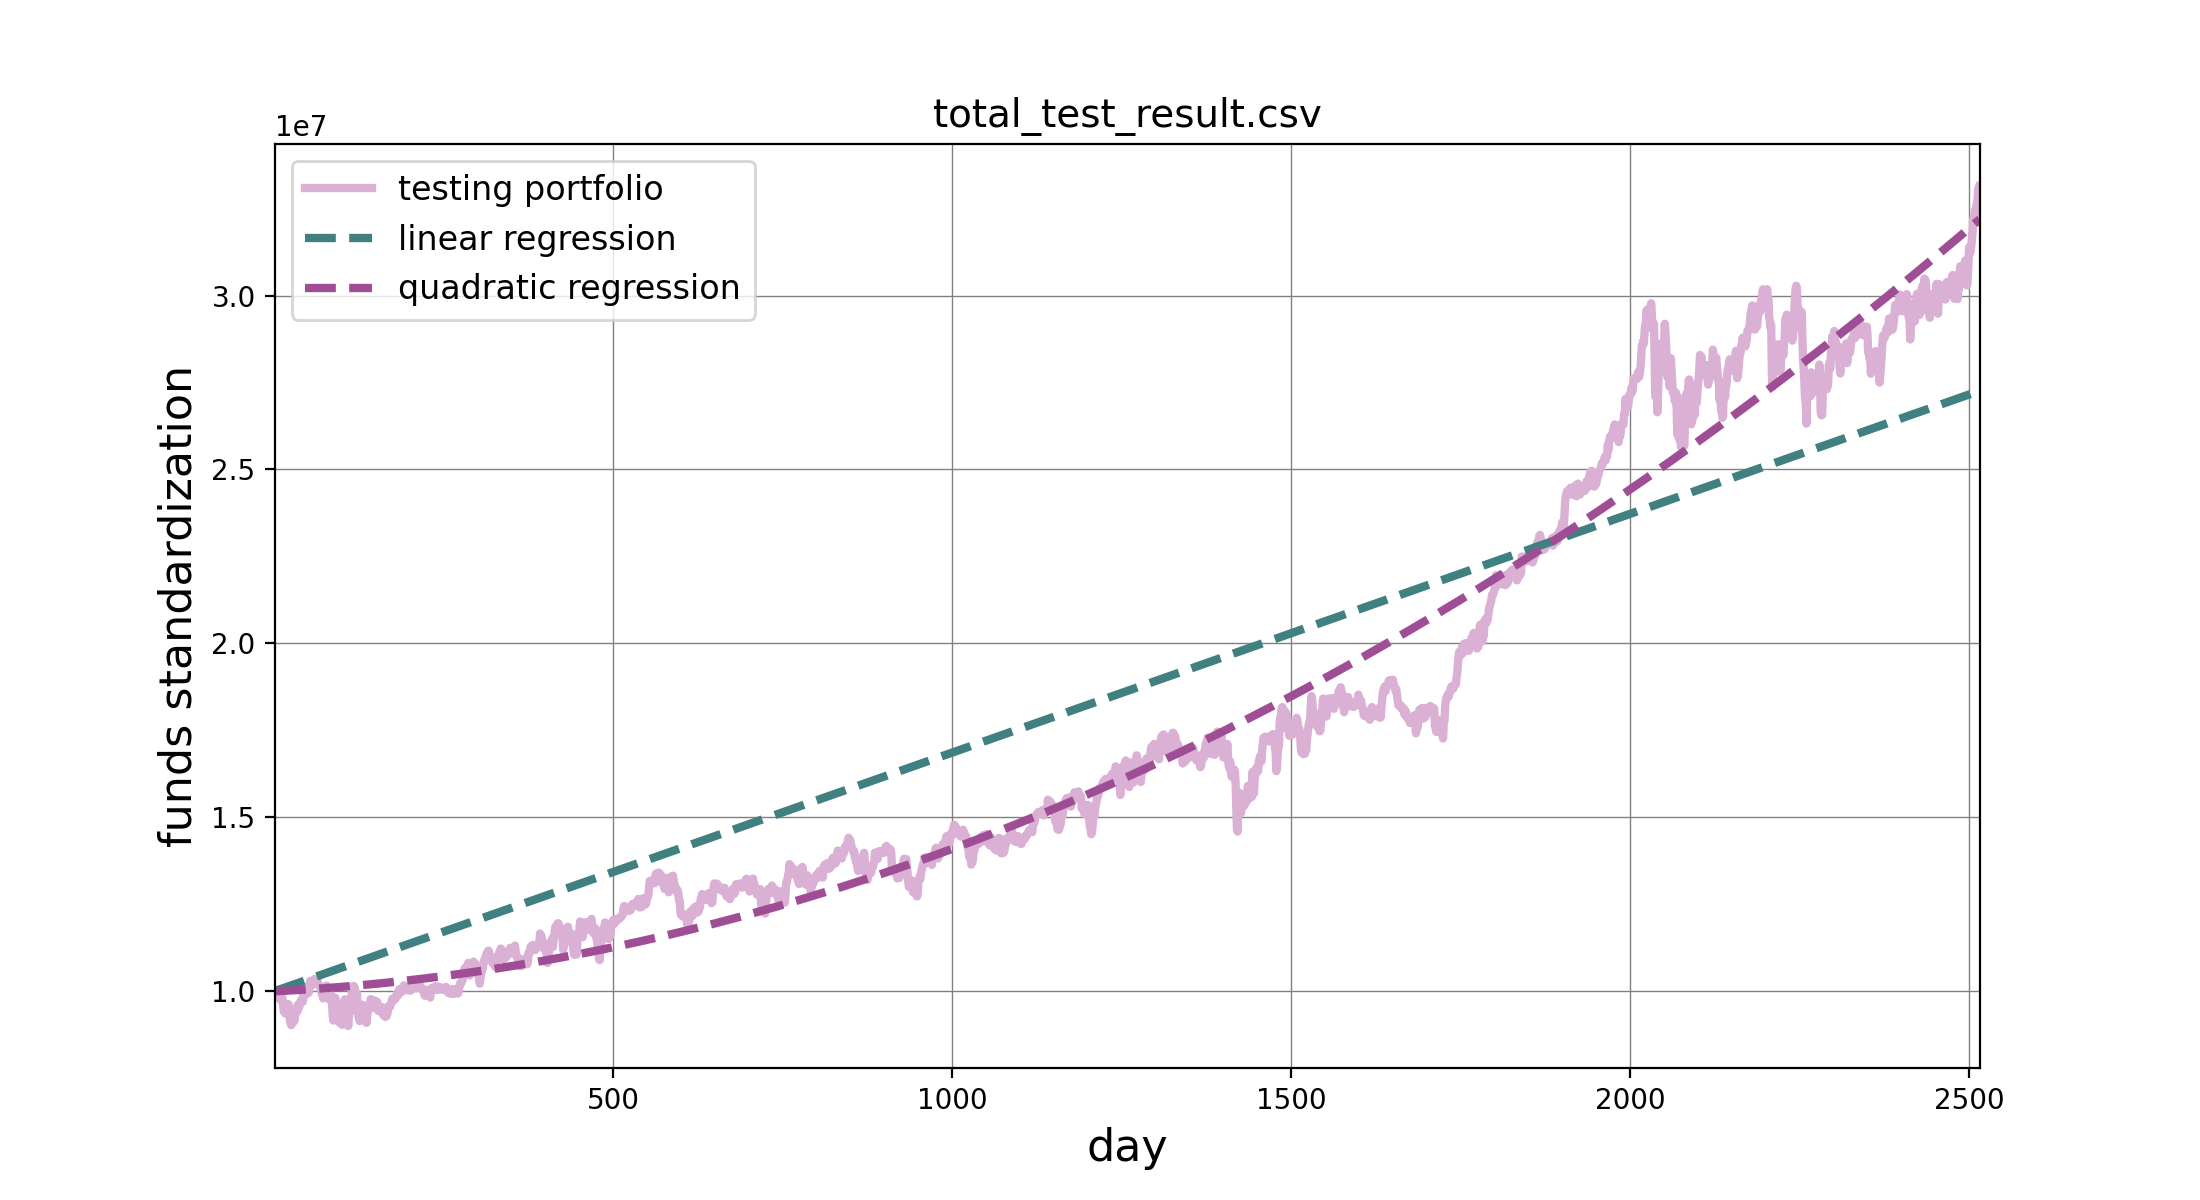 total_test_result.csv
1e7
testing portfolio
linear regression
quadratic regression
3.0
2.5
2.0
1.5
1.0
funds standardization
500
1000
1500
2000
2500
day